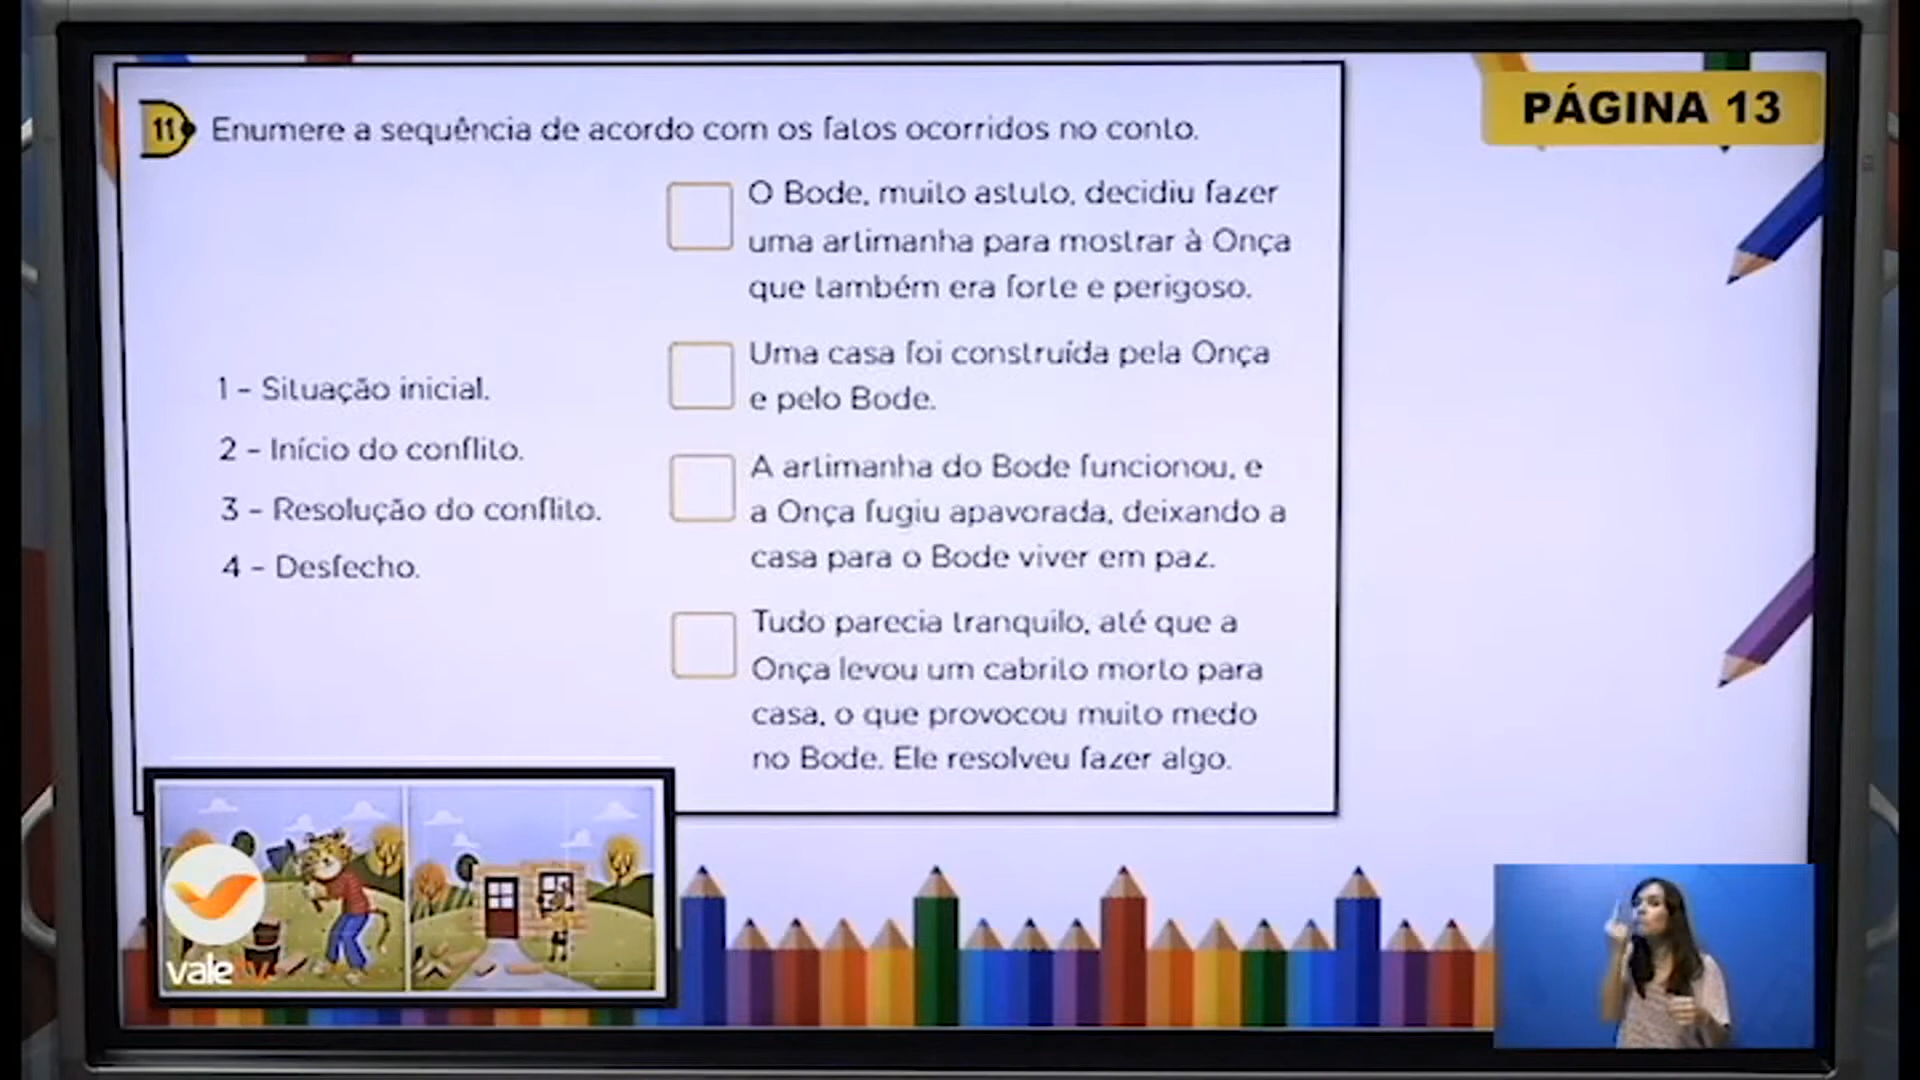 PÁGINA 13
11 Enumere a sequência de acordo com os fatos ocorridos no conto.
1 - Situação inicial.
2 - Início do conflito.
3 - Resolução do conflito.
4 - Desfecho.
O Bode, muito astuto, decidiu fazer
uma artimanha para mostrar à Onça
que também era forte e perigoso.
Uma casa foi construída pela Onça
e pelo Bode.
A artimanha do Bode funcionou, e
a Onça fugiu apavorada, deixando a
casa para o Bode viver em paz.
Tudo parecia tranquilo, até que a
Onça levou um cabrito morto para
casa, o que provocou muito medo
no Bode. Ele resolveu fazer algo.
valetv